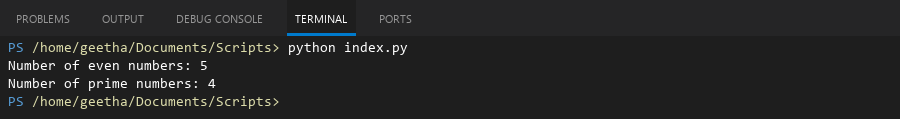 PROBLEMS OUTPUT DEBUG CONSOLE TERMINAL PORTS
PS /home/geetha/Documents/Scripts> python index.py
Number of even numbers: 5
Number of prime numbers: 4
PS /home/geetha/Documents/Scripts>